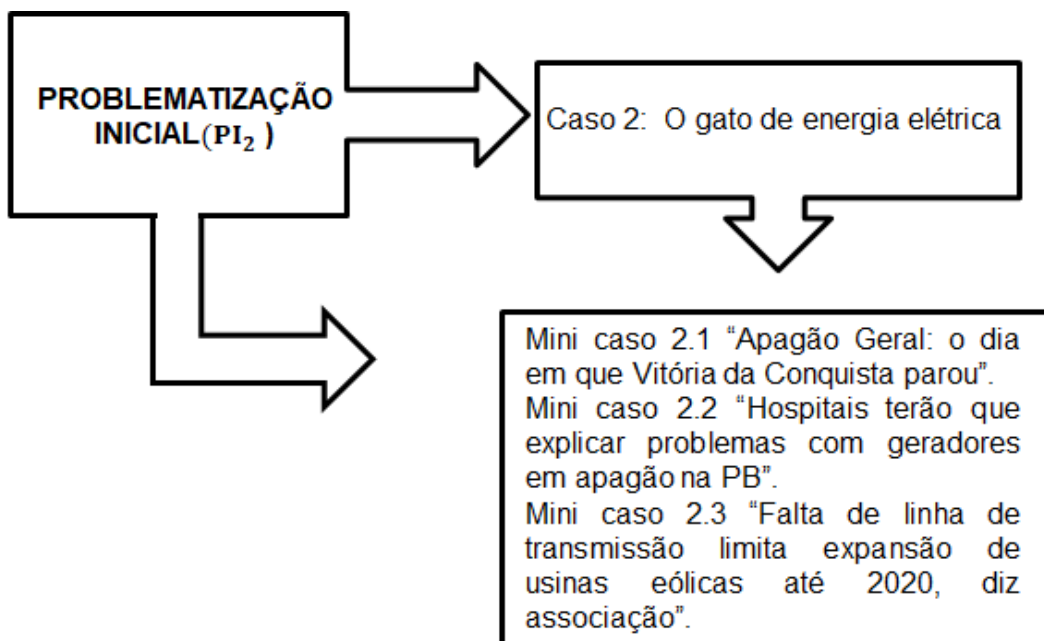 PROBLEMATIZAÇÃO
INICIAL(PI₂ )
Caso 2:  O gato de energia elétrica
Mini caso 2.1 “Apagão Geral: o dia
em que Vitória da Conquista parou”.
Mini caso 2.2 “Hospitais terão que
explicar problemas com geradores
em apagão na PB”.
Mini caso 2.3 “Falta de linha de
transmissão limita expansão de
usinas eólicas até 2020, diz
associação”.